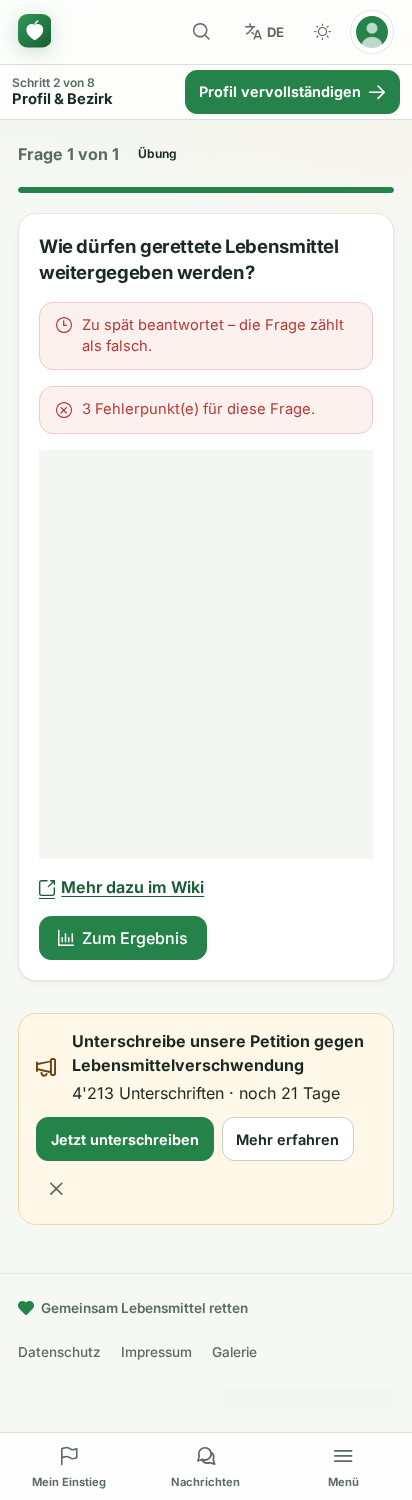 DE
Schritt 2 von 8
Profil & Bezirk
Profil vervollständigen
Frage 1 von 1
Übung
Wie dürfen gerettete Lebensmittel
weitergegeben werden?
Zu spät beantwortet – die Frage zählt
als falsch.
3 Fehlerpunkt(e) für diese Frage.
Mehr dazu im Wiki
Zum Ergebnis
Unterschreibe unsere Petition gegen
Lebensmittelverschwendung
4'213 Unterschriften · noch 21 Tage
Jetzt unterschreiben
Mehr erfahren
Gemeinsam Lebensmittel retten
Datenschutz
Impressum
Galerie
Mein Einstieg
Nachrichten
Menü